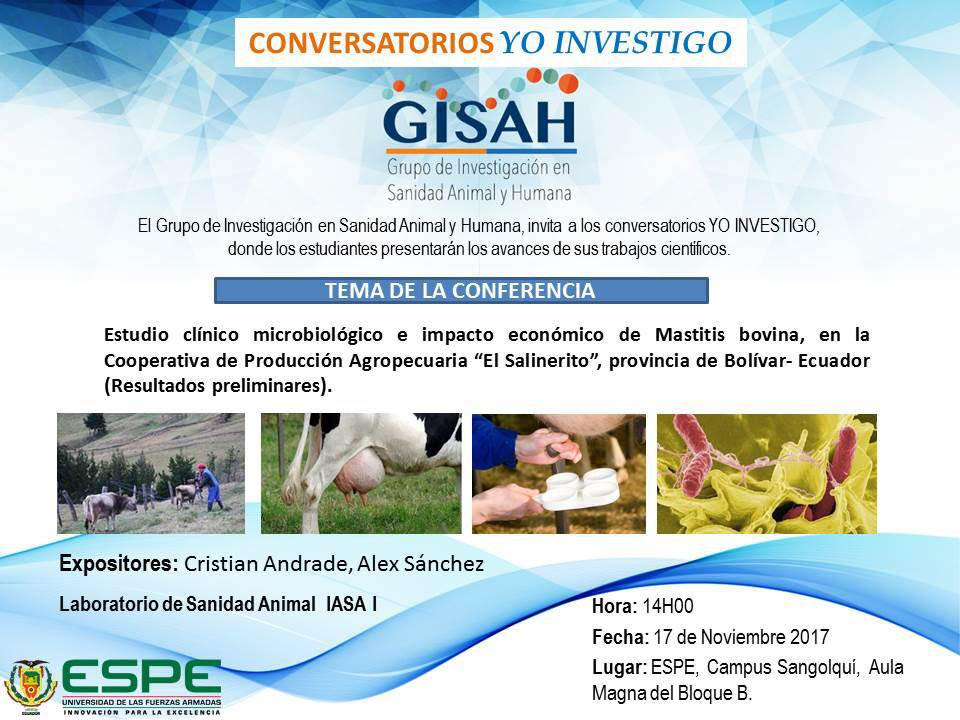 CONVERSATORIOS YO INVESTIGO
GISAH
Grupo de Investigación en
Sanidad Animal y Humana
El Grupo de Investigación en Sanidad Animal y Humana, invita a los conversatorios YO INVESTIGO,
donde los estudiantes presentarán los avances de sus trabajos científicos.
TEMA DE LA CONFERENCIA
Estudio clínico microbiológico e impacto económico de Mastitis bovina, en la
Cooperativa de Producción Agropecuaria “El Salinerito”, provincia de Bolívar- Ecuador
(Resultados preliminares).
Expositores: Cristian Andrade, Alex Sánchez
Laboratorio de Sanidad Animal IASA I
Hora: 14H00
Fecha: 17 de Noviembre 2017
Lugar: ESPE, Campus Sangolquí, Aula
Magna del Bloque B.
ESPE
UNIVERSIDAD DE LAS FUERZAS ARMADAS
INNOVACIÓN PARA LA EXCELENCIA